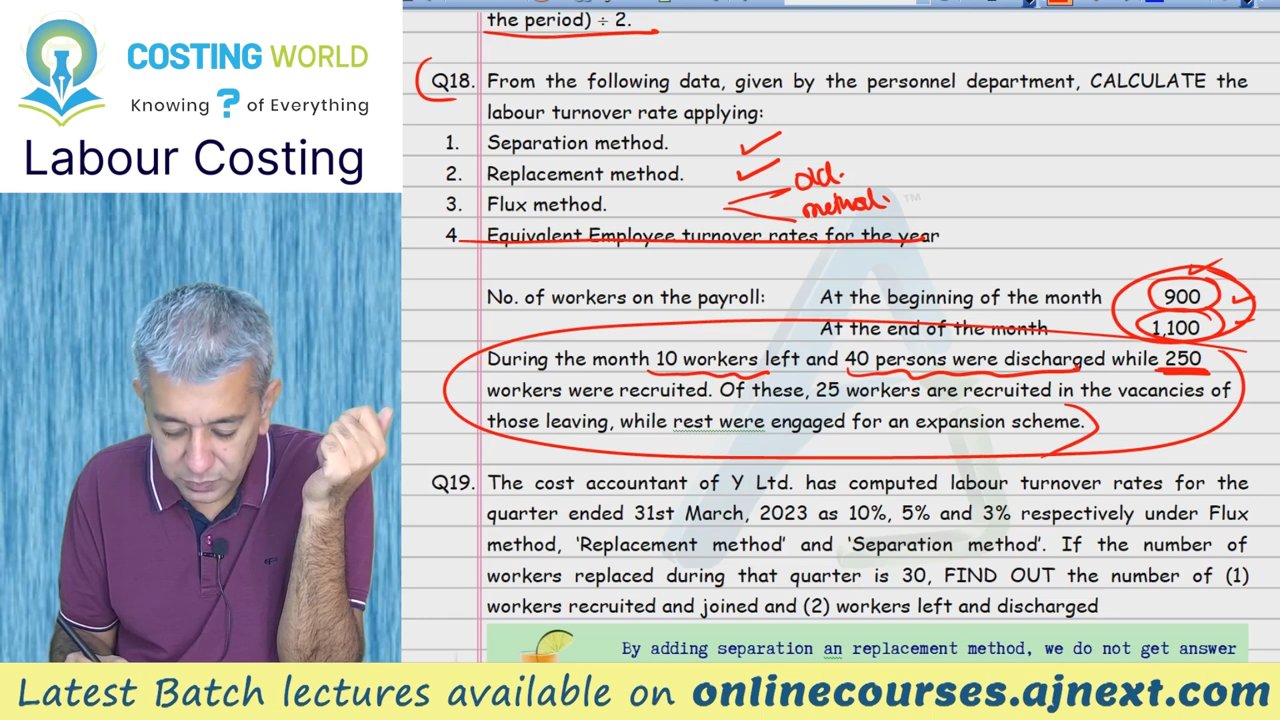 the period) ÷ 2.
COSTING WORLD
Knowing ? of Everything
Labour Costing
Q18. From the following data, given by the personnel department, CALCULATE the
labour turnover rate applying:
1. Separation method.
2. Replacement method.
3. Flux method.
old.
method.
4 Equivalent Employee turnover rates for the year
No. of workers on the payroll: At the beginning of the month 900
At the end of the month 1,100
During the month 10 workers left and 40 persons were discharged while 250
workers were recruited. Of these, 25 workers are recruited in the vacancies of
those leaving, while rest were engaged for an expansion scheme.
Q19. The cost accountant of Y Ltd. has computed labour turnover rates for the
quarter ended 31st March, 2023 as 10%, 5% and 3% respectively under Flux
method, 'Replacement method' and 'Separation method'. If the number of
workers replaced during that quarter is 30, FIND OUT the number of (1)
workers recruited and joined and (2) workers left and discharged
By adding separation an replacement method, we do not get answer
Latest Batch lectures available on onlinecourses.ajnext.com
TM